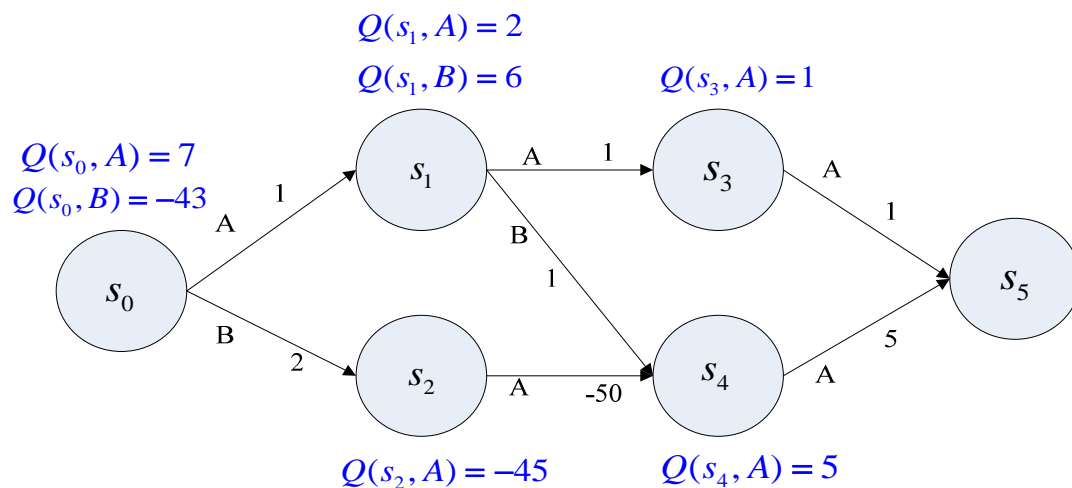 Q(s₁, A) = 2
Q(s₁, B) = 6
Q(s₃, A) = 1
Q(s₀, A) = 7
Q(s₀, B) = −43
s₁
A
1
s₃
A
1
A
1
B
1
s₀
s₅
B
2
s₂
A
-50
s₄
A
5
Q(s₂, A) = −45
Q(s₄, A) = 5